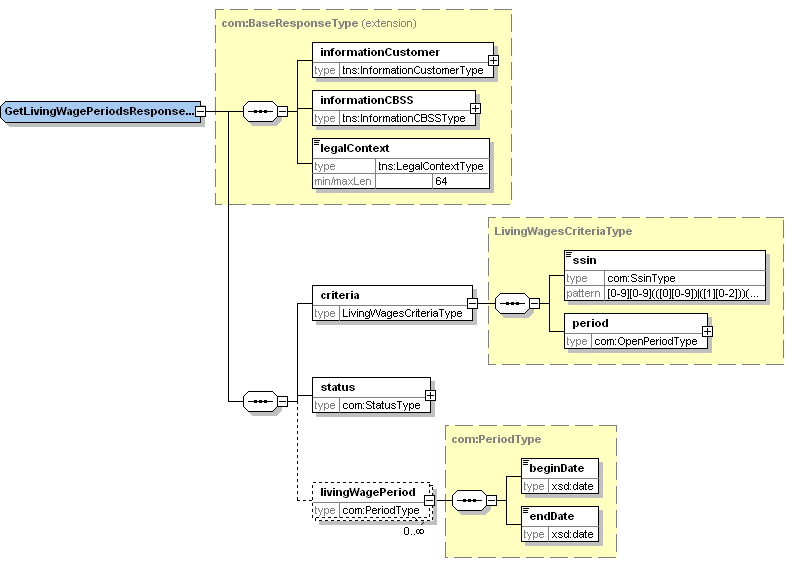 com:BaseResponseType (extension)
informationCustomer
type tns:InformationCustomerType
GetLivingWagePeriodsResponse...
informationCBSS
type tns:InformationCBSSType
legalContext
type tns:LegalContextType
min/maxLen 64
LivingWagesCriteriaType
ssin
type com:SsinType
pattern [0-9][0-9](([0][0-9])|([1][0-2]))(...
criteria
type LivingWagesCriteriaType
period
type com:OpenPeriodType
status
type com:StatusType
com:PeriodType
beginDate
type xsd:date
livingWagePeriod
type com:PeriodType
0..∞
endDate
type xsd:date